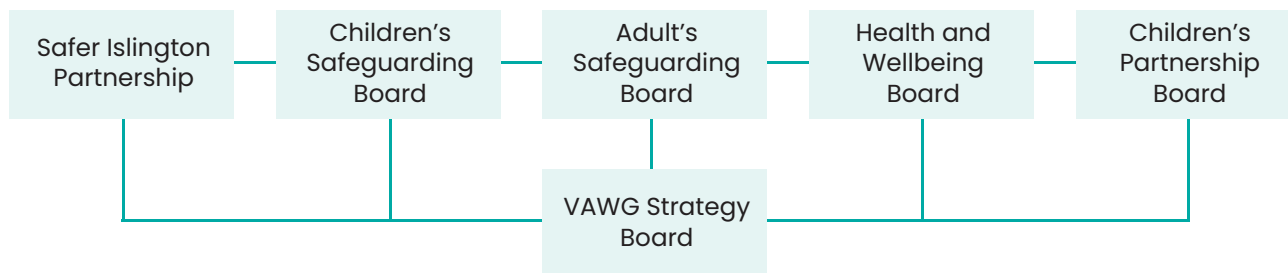 Safer Islington
Partnership
Children’s
Safeguarding
Board
Adult’s
Safeguarding
Board
Health and
Wellbeing
Board
Children’s
Partnership
Board
VAWG Strategy
Board